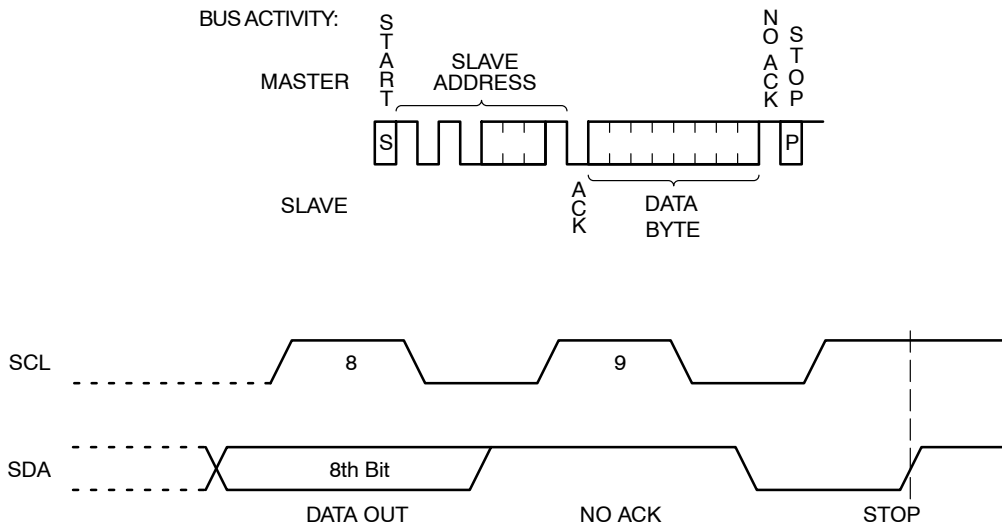 BUS ACTIVITY:
START
NO ACK
STOP
MASTER
SLAVE
ADDRESS
S
P
SLAVE
ACK
DATA
BYTE
SCL
8
9
SDA
8th Bit
DATA OUT
NO ACK
STOP